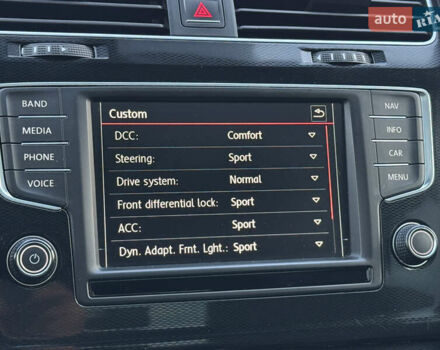 auto RIA
BAND
MEDIA
PHONE
VOICE
Custom
DCC: Comfort
Steering: Sport
Drive system: Normal
Front differential lock: Sport
ACC: Sport
Dyn. Adapt. Frnt. Lght.: Sport
NAV
INFO
CAR
MENU